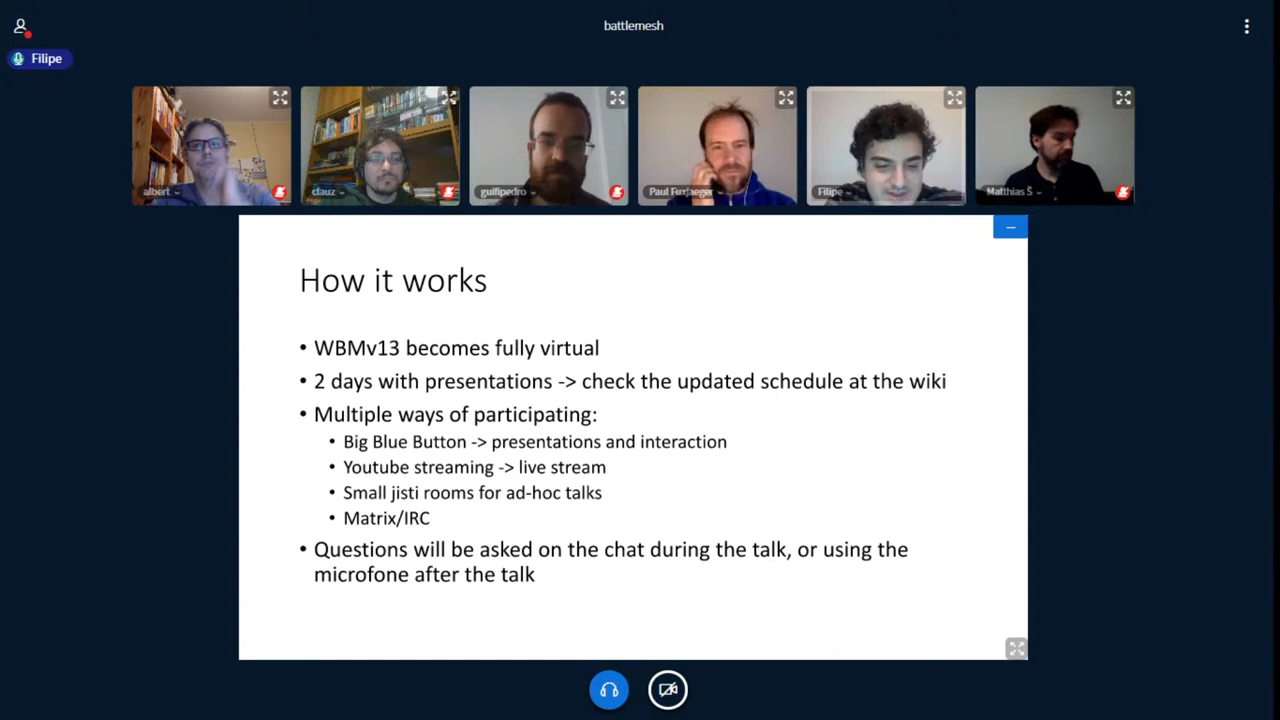 battlemesh
Filipe
albert
clauz
guifipedro
Paul Fuxjaeger
Filipe
Matthias Š
How it works
• WBMv13 becomes fully virtual
• 2 days with presentations -> check the updated schedule at the wiki
• Multiple ways of participating:
• Big Blue Button -> presentations and interaction
• Youtube streaming -> live stream
• Small jisti rooms for ad-hoc talks
• Matrix/IRC
• Questions will be asked on the chat during the talk, or using the
microfone after the talk